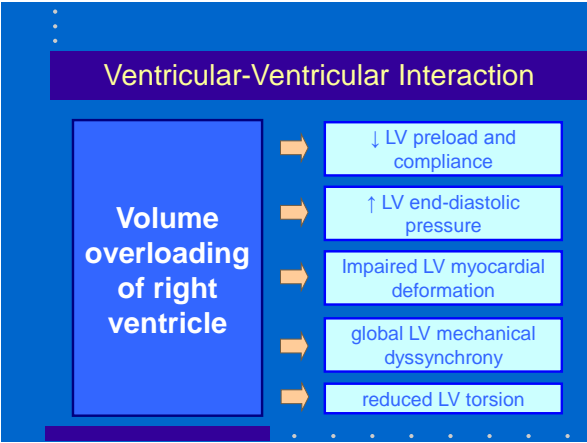 Ventricular-Ventricular Interaction
Volume
overloading
of right
ventricle
↓ LV preload and
compliance
↑ LV end-diastolic
pressure
Impaired LV myocardial
deformation
global LV mechanical
dyssynchrony
reduced LV torsion